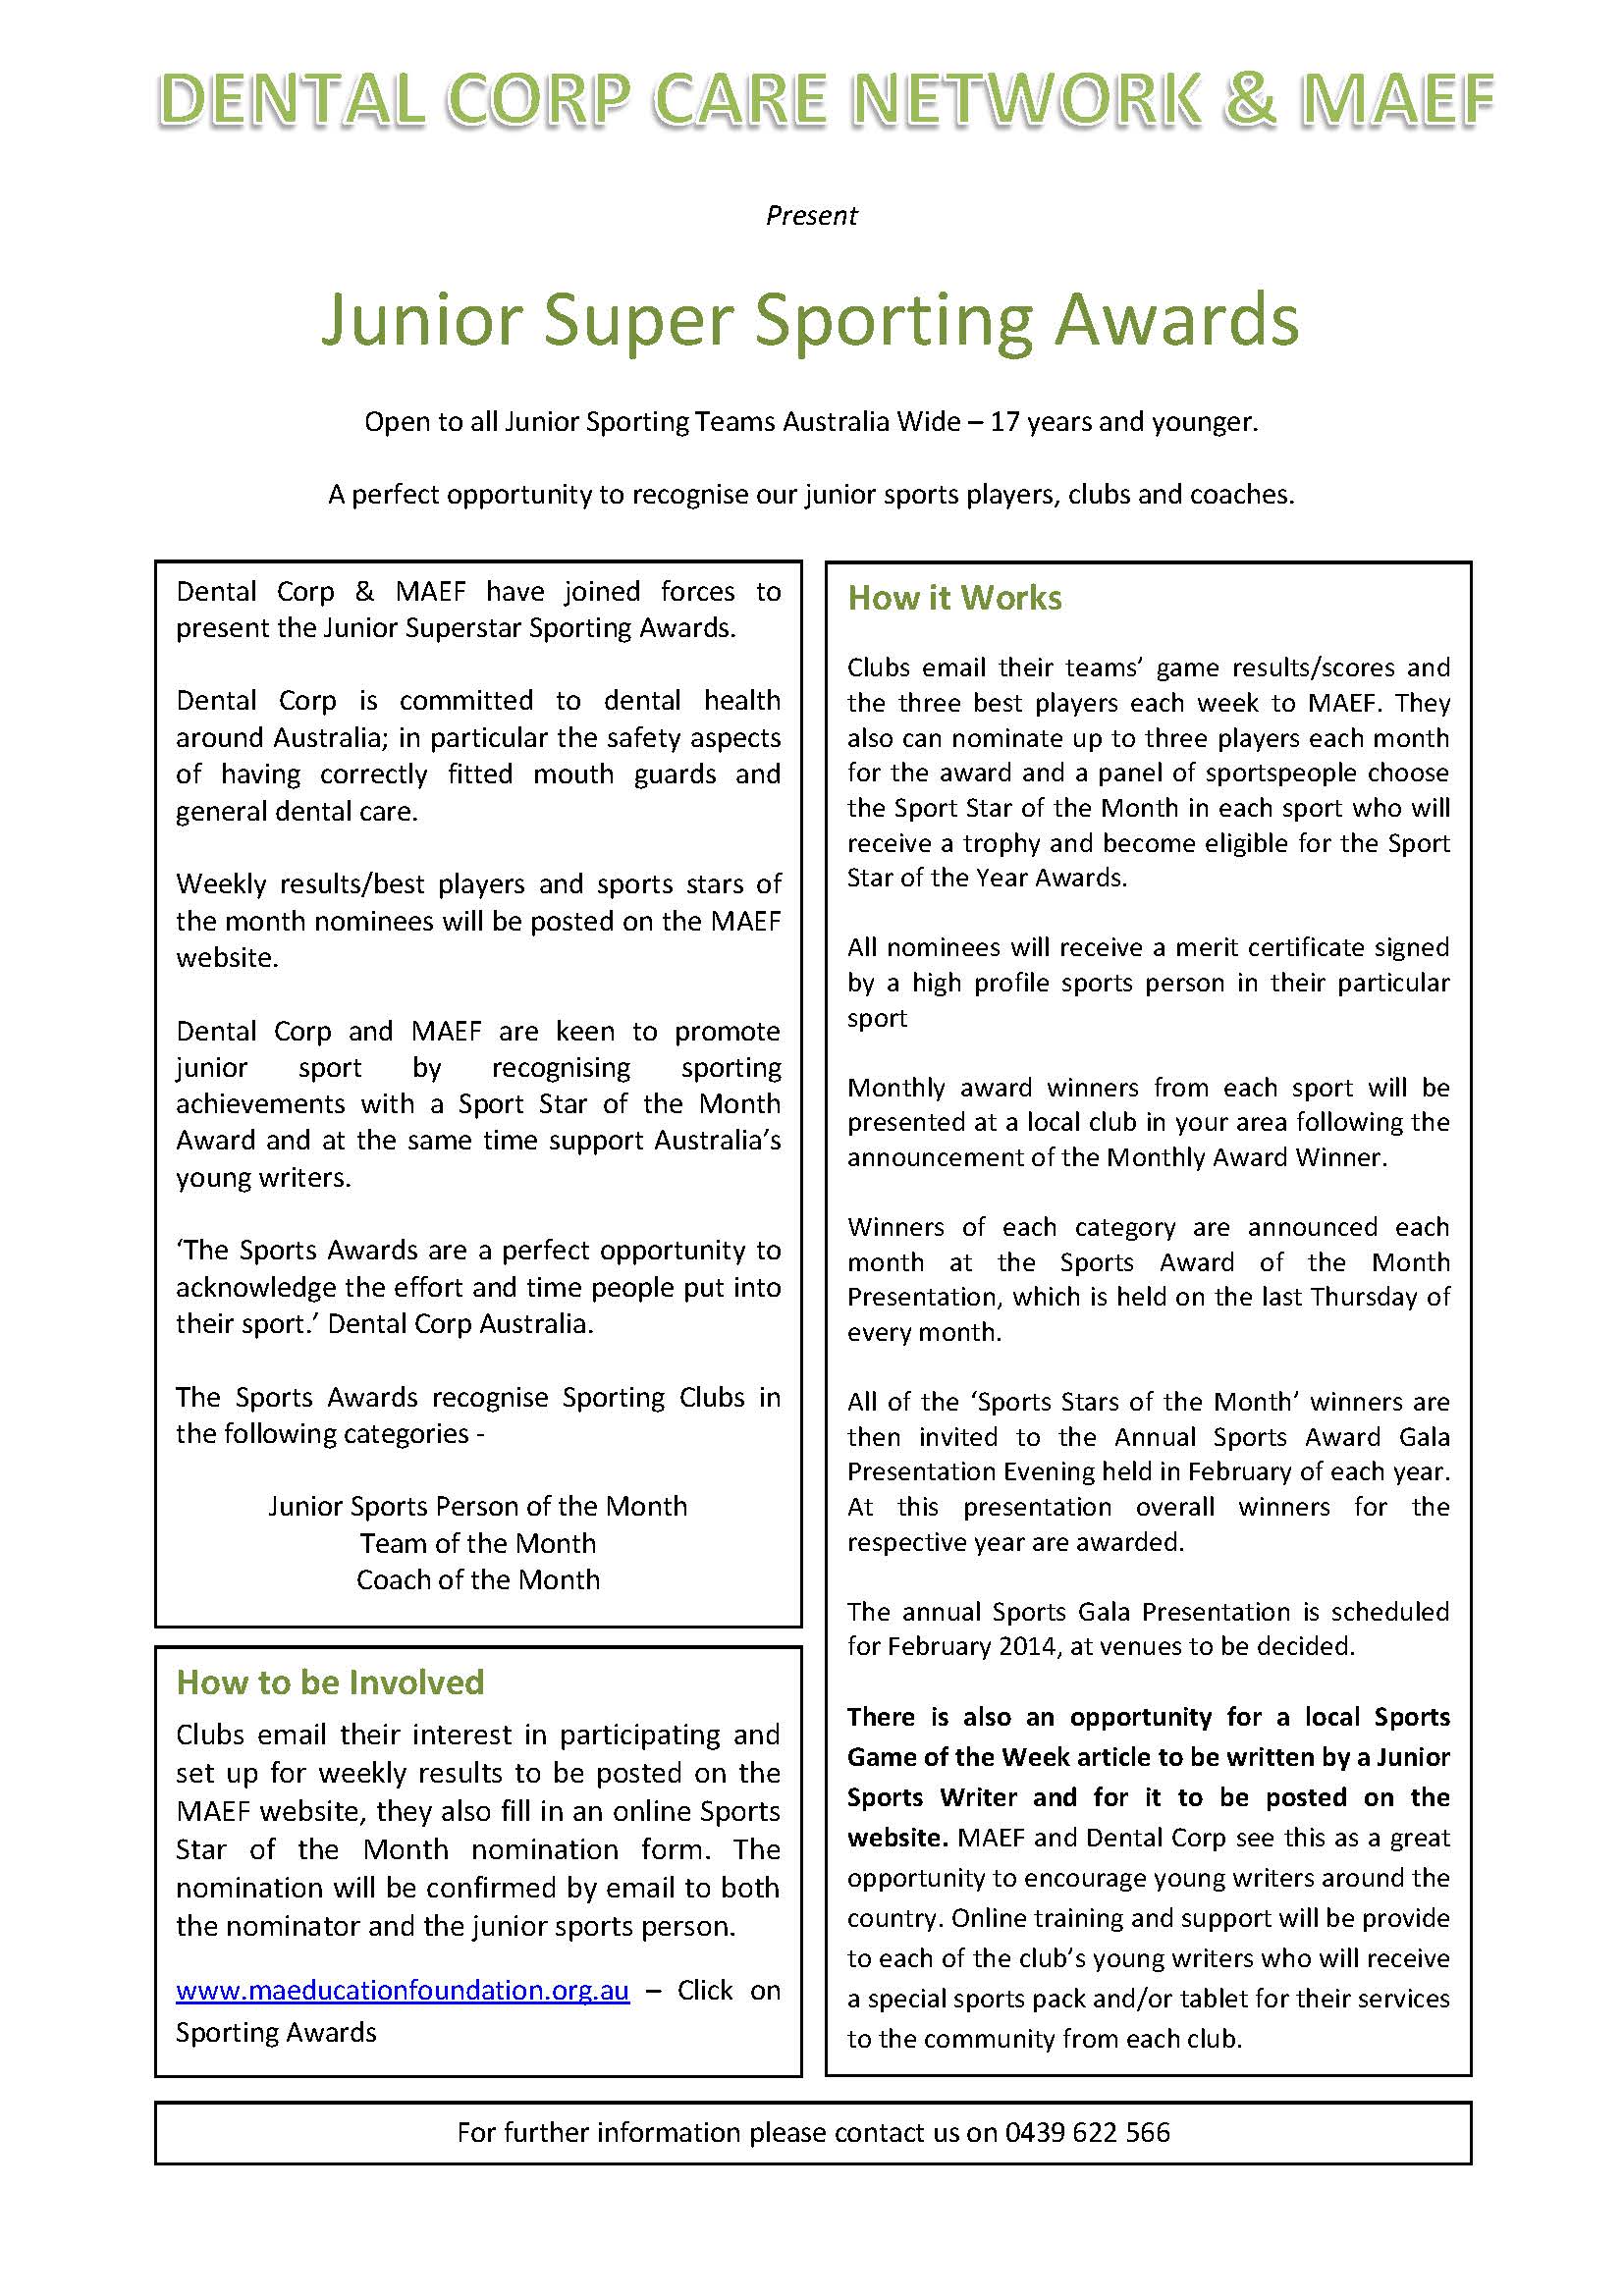 DENTAL CORP CARE NETWORK & MAEF
Present
Junior Super Sporting Awards
Open to all Junior Sporting Teams Australia Wide – 17 years and younger.
A perfect opportunity to recognise our junior sports players, clubs and coaches.
Dental Corp & MAEF have joined forces to
present the Junior Superstar Sporting Awards.
Dental Corp is committed to dental health
around Australia; in particular the safety aspects
of having correctly fitted mouth guards and
general dental care.
Weekly results/best players and sports stars of
the month nominees will be posted on the MAEF
website.
Dental Corp and MAEF are keen to promote
junior sport by recognising sporting
achievements with a Sport Star of the Month
Award and at the same time support Australia’s
young writers.
‘The Sports Awards are a perfect opportunity to
acknowledge the effort and time people put into
their sport.’ Dental Corp Australia.
The Sports Awards recognise Sporting Clubs in
the following categories -
Junior Sports Person of the Month
Team of the Month
Coach of the Month
How to be Involved
Clubs email their interest in participating and
set up for weekly results to be posted on the
MAEF website, they also fill in an online Sports
Star of the Month nomination form. The
nomination will be confirmed by email to both
the nominator and the junior sports person.
www.maeducationfoundation.org.au – Click on
Sporting Awards
How it Works
Clubs email their teams’ game results/scores and
the three best players each week to MAEF. They
also can nominate up to three players each month
for the award and a panel of sportspeople choose
the Sport Star of the Month in each sport who will
receive a trophy and become eligible for the Sport
Star of the Year Awards.
All nominees will receive a merit certificate signed
by a high profile sports person in their particular
sport
Monthly award winners from each sport will be
presented at a local club in your area following the
announcement of the Monthly Award Winner.
Winners of each category are announced each
month at the Sports Award of the Month
Presentation, which is held on the last Thursday of
every month.
All of the ‘Sports Stars of the Month’ winners are
then invited to the Annual Sports Award Gala
Presentation Evening held in February of each year.
At this presentation overall winners for the
respective year are awarded.
The annual Sports Gala Presentation is scheduled
for February 2014, at venues to be decided.
There is also an opportunity for a local Sports
Game of the Week article to be written by a Junior
Sports Writer and for it to be posted on the
website. MAEF and Dental Corp see this as a great
opportunity to encourage young writers around the
country. Online training and support will be provide
to each of the club’s young writers who will receive
a special sports pack and/or tablet for their services
to the community from each club.
For further information please contact us on 0439 622 566